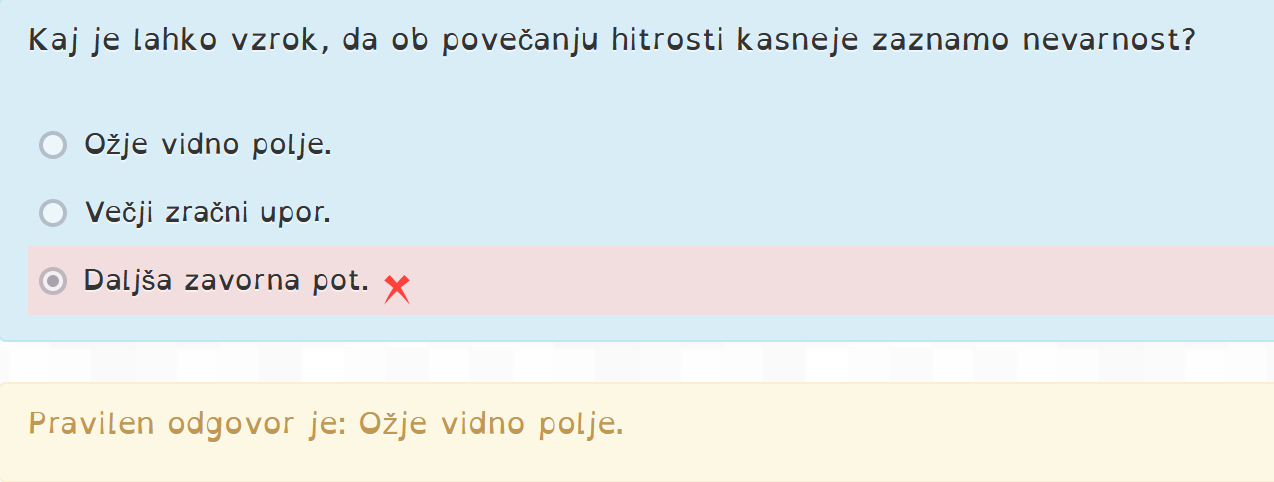 Kaj je lahko vzrok, da ob povečanju hitrosti kasneje zaznamo nevarnost?
Ožje vidno polje.
Večji zračni upor.
Daljša zavorna pot.
Pravilen odgovor je: Ožje vidno polje.